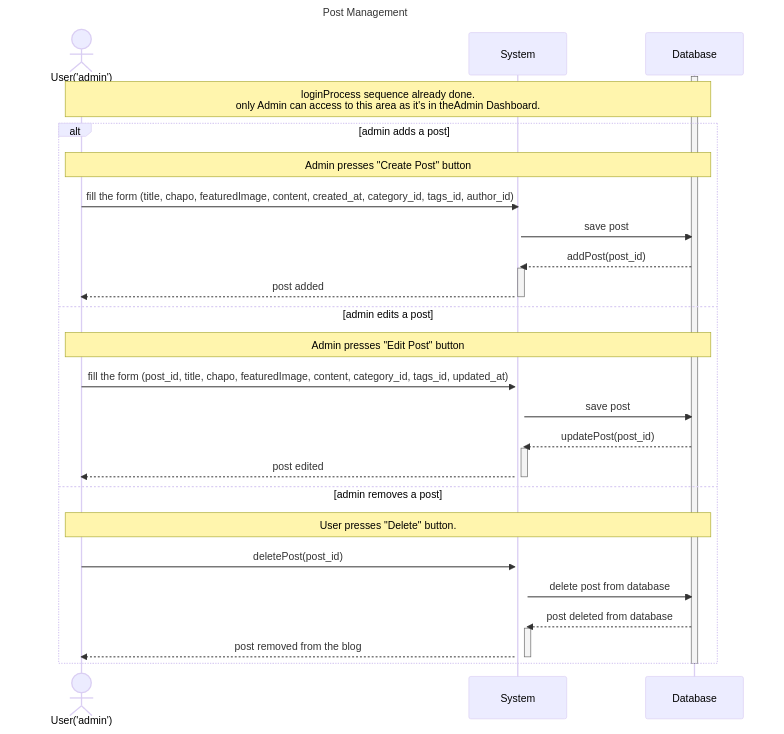 Post Management
System
Database
User('admin')
loginProcess sequence already done.
only Admin can access to this area as it's in theAdmin Dashboard.
alt
[admin adds a post]
Admin presses "Create Post" button
fill the form (title, chapo, featuredImage, content, created_at, category_id, tags_id, author_id)
save post
addPost(post_id)
post added
[admin edits a post]
Admin presses "Edit Post" button
fill the form (post_id, title, chapo, featuredImage, content, category_id, tags_id, updated_at)
save post
updatePost(post_id)
post edited
[admin removes a post]
User presses "Delete" button.
deletePost(post_id)
delete post from database
post deleted from database
post removed from the blog
System
Database
User('admin')